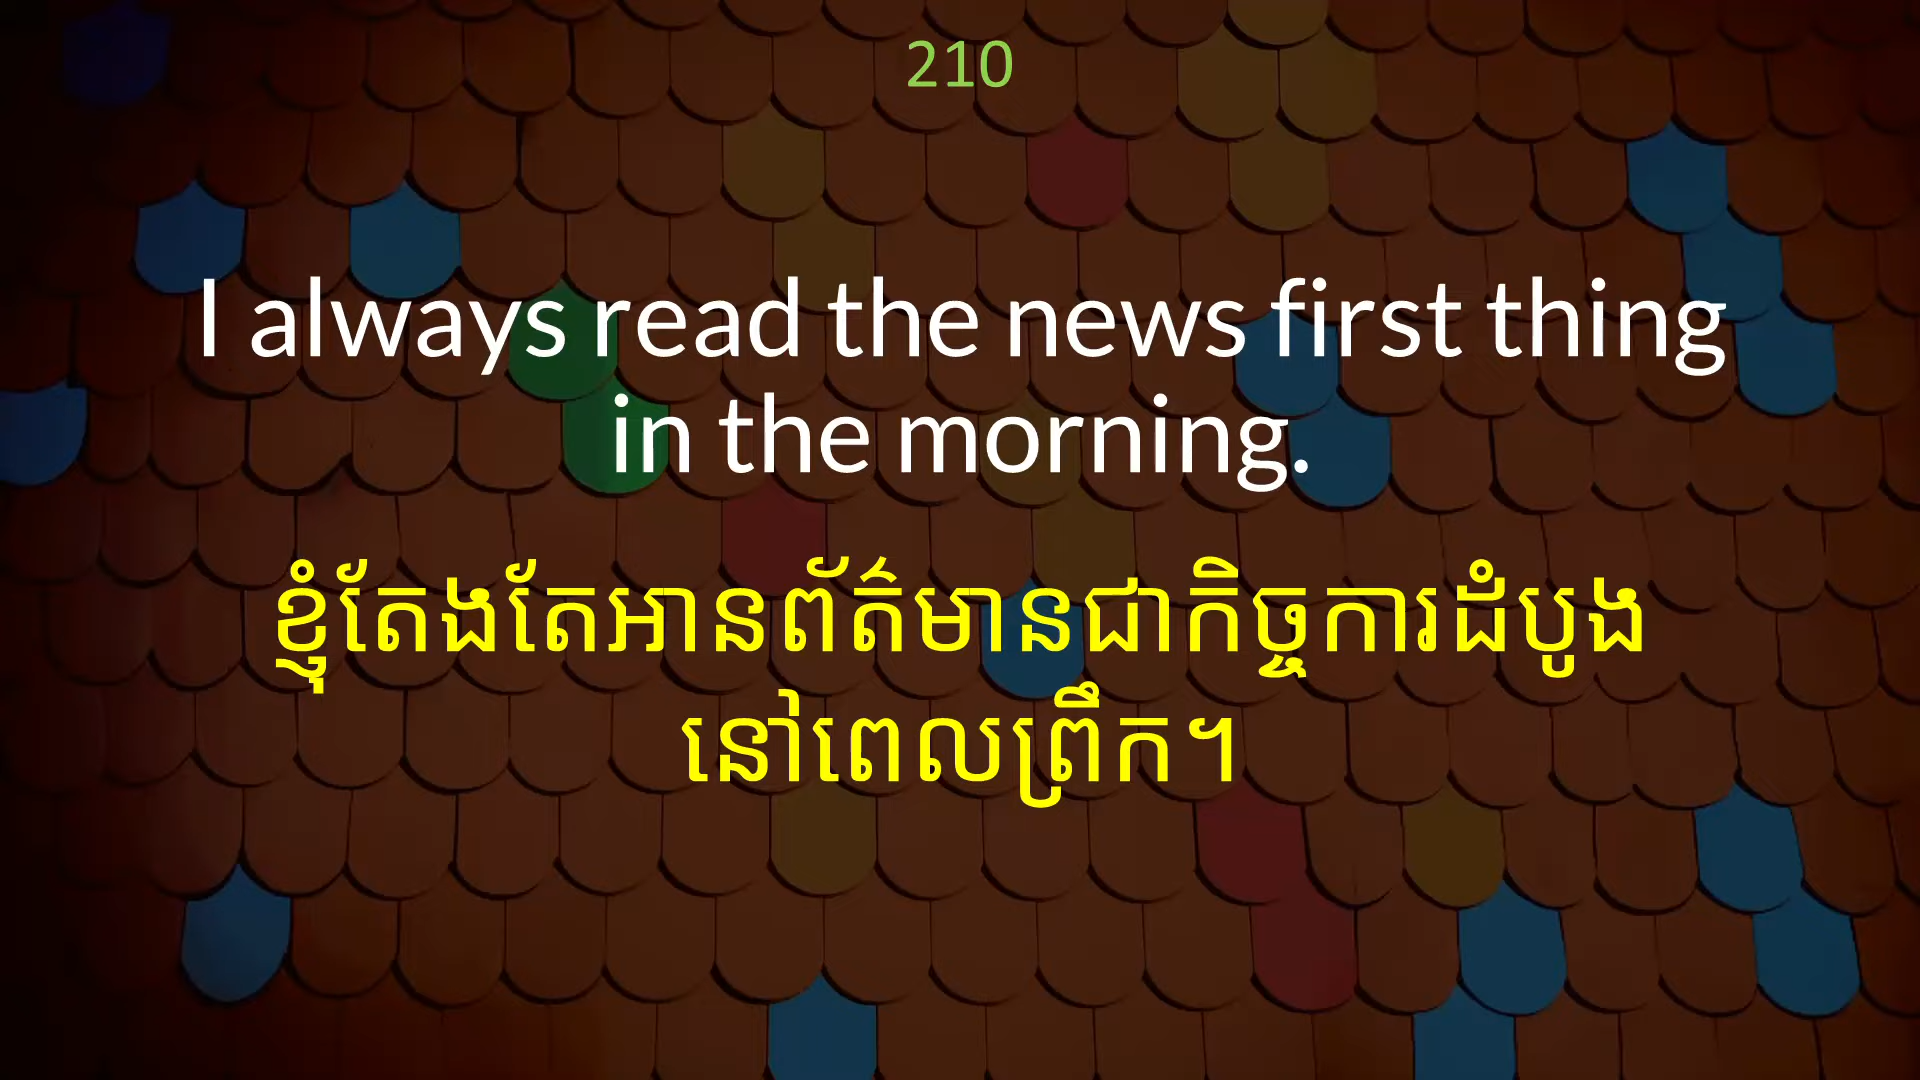 210
I always read the news first thing
in the morning.
ខ្ញុំតែងតែអានព័ត៌មានជាកិច្ចការដំបូង
នៅពេលព្រឹក។